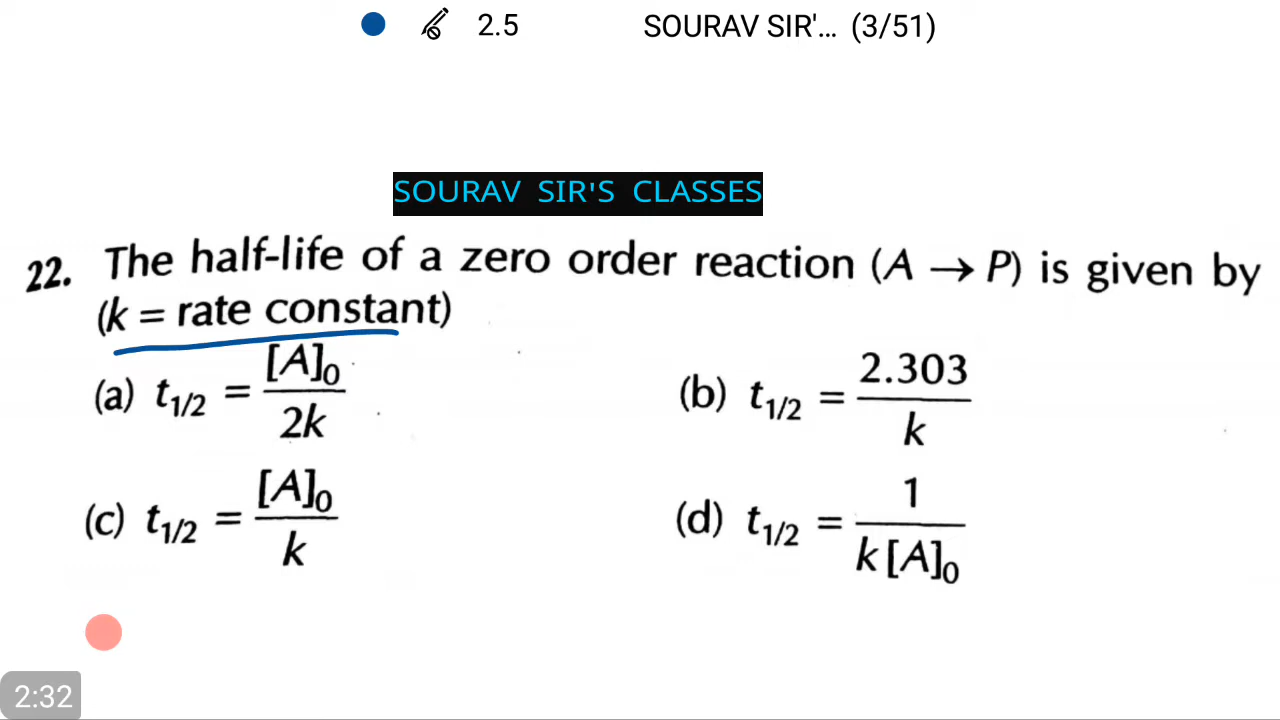 2.5 SOURAV SIR'... (3/51)
SOURAV SIR'S CLASSES
22. The half-life of a zero order reaction (A → P) is given by
(k = rate constant)
(a) t1/2 = [A]0 / 2k
(b) t1/2 = 2.303 / k
(c) t1/2 = [A]0 / k
(d) t1/2 = 1 / k [A]0
2:32